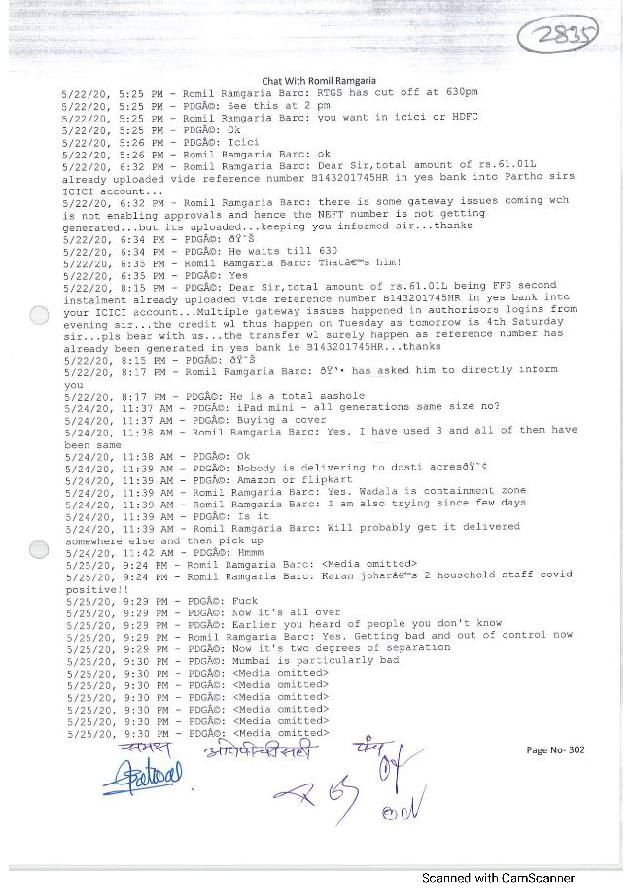 2835
Chat With Romil Ramgaria
5/22/20, 5:25 PM - Romil Ramgaria Barc: RTGS has cut off at 630pm
5/22/20, 5:25 PM - PDGÂ©: See this at 2 pm
5/22/20, 5:25 PM - Romil Ramgaria Barc: you want in icici or HDFC
5/22/20, 5:25 PM - PDGÂ©: Ok
5/22/20, 5:26 PM - PDGÂ©: Icici
5/22/20, 5:26 PM - Romil Ramgaria Barc: ok
5/22/20, 6:32 PM - Romil Ramgaria Barc: Dear Sir,total amount of rs.61.01L
already uploaded vide reference number B143201745HR in yes bank into Partho sirs
ICICI account...
5/22/20, 6:32 PM - Romil Ramgaria Barc: there is some gateway issues coming wch
is not enabling approvals and hence the NEFT number is not getting
generated...but its uploaded...keeping you informed sir...thanks
5/22/20, 6:34 PM - PDGÂ©: ðŸ˜Š
5/22/20, 6:34 PM - PDGÂ©: He waits till 630
5/22/20, 6:35 PM - Romil Ramgaria Barc: Thatâ€™s him!
5/22/20, 6:35 PM - PDGÂ©: Yes
5/22/20, 8:15 PM - PDGÂ©: Dear Sir,total amount of rs.61.01L being FFS second
instalment already uploaded vide reference number B143201745HR in yes bank into
your ICICI account...Multiple gateway issues happened in authorisors logins from
evening sir...the credit wl thus happen on Tuesday as tomorrow is 4th Saturday
sir...pls bear with us...the transfer wl surely happen as reference number has
already been generated in yes bank ie B143201745HR...thanks
5/22/20, 8:15 PM - PDGÂ©: ðŸ˜Š
5/22/20, 8:17 PM - Romil Ramgaria Barc: has asked him to directly inform
you
5/22/20, 8:17 PM - PDGÂ©: He is a total aashole
5/24/20, 11:37 AM - PDGÂ©: iPad mini - all generations same size no?
5/24/20, 11:37 AM - PDGÂ©: Buying a cover
5/24/20, 11:38 AM - Romil Ramgaria Barc: Yes. I have used 3 and all of then have
been same
5/24/20, 11:38 AM - PDGÂ©: Ok
5/24/20, 11:39 AM - PDGÂ©: Nobody is delivering to dosti acres
5/24/20, 11:39 AM - PDGÂ©: Amazon or flipkart
5/24/20, 11:39 AM - Romil Ramgaria Barc: Yes. Wadala is containment zone
5/24/20, 11:39 AM - Romil Ramgaria Barc: I am also trying since few days
5/24/20, 11:39 AM - PDGÂ©: Is it
5/24/20, 11:39 AM - Romil Ramgaria Barc: Will probably get it delivered
somewhere else and then pick up
5/24/20, 11:42 AM - PDGÂ©: Hmmm
5/25/20, 9:24 PM - Romil Ramgaria Barc: <Media omitted>
5/25/20, 9:24 PM - Romil Ramgaria Barc: Karan joharâ€™s 2 household staff covid
positive!!
5/25/20, 9:29 PM - PDGÂ©: Fuck
5/25/20, 9:29 PM - PDGÂ©: Now it's all over
5/25/20, 9:29 PM - PDGÂ©: Earlier you heard of people you don't know
5/25/20, 9:29 PM - Romil Ramgaria Barc: Yes. Getting bad and out of control now
5/25/20, 9:29 PM - PDGÂ©: Now it's two degrees of separation
5/25/20, 9:30 PM - PDGÂ©: Mumbai is particularly bad
5/25/20, 9:30 PM - PDGÂ©: <Media omitted>
5/25/20, 9:30 PM - PDGÂ©: <Media omitted>
5/25/20, 9:30 PM - PDGÂ©: <Media omitted>
5/25/20, 9:30 PM - PDGÂ©: <Media omitted>
5/25/20, 9:30 PM - PDGÂ©: <Media omitted>
5/25/20, 9:30 PM - PDGÂ©: <Media omitted>
समक्ष आरोपीची सही पंच
Page No- 302
Scanned with CamScanner